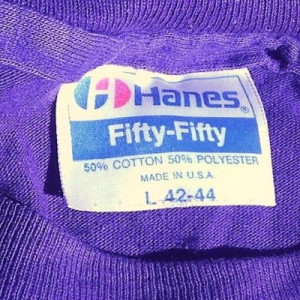 H Hanes®
Fifty-Fifty
50% COTTON 50% POLYESTER
MADE IN U.S.A.
L 42-44